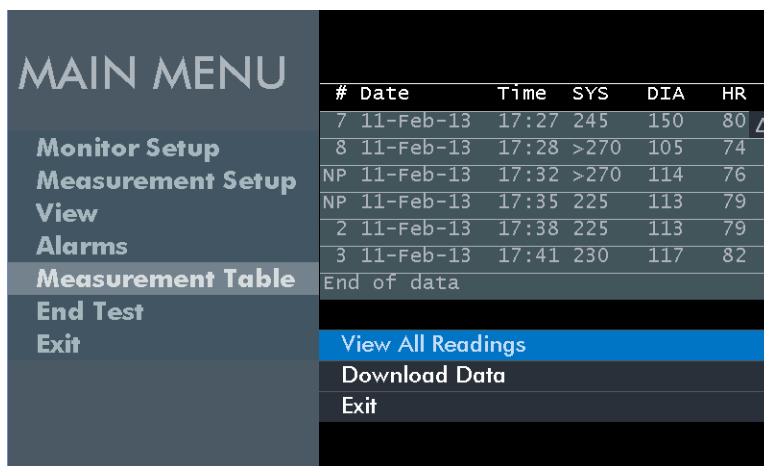 MAIN MENU
Monitor Setup
Measurement Setup
View
Alarms
Measurement Table
End Test
Exit
# Date Time SYS DIA HR
7 11-Feb-13 17:27 245 150 80
8 11-Feb-13 17:28 >270 105 74
NP 11-Feb-13 17:32 >270 114 76
NP 11-Feb-13 17:35 225 113 79
2 11-Feb-13 17:38 225 113 79
3 11-Feb-13 17:41 230 117 82
End of data
View All Readings
Download Data
Exit